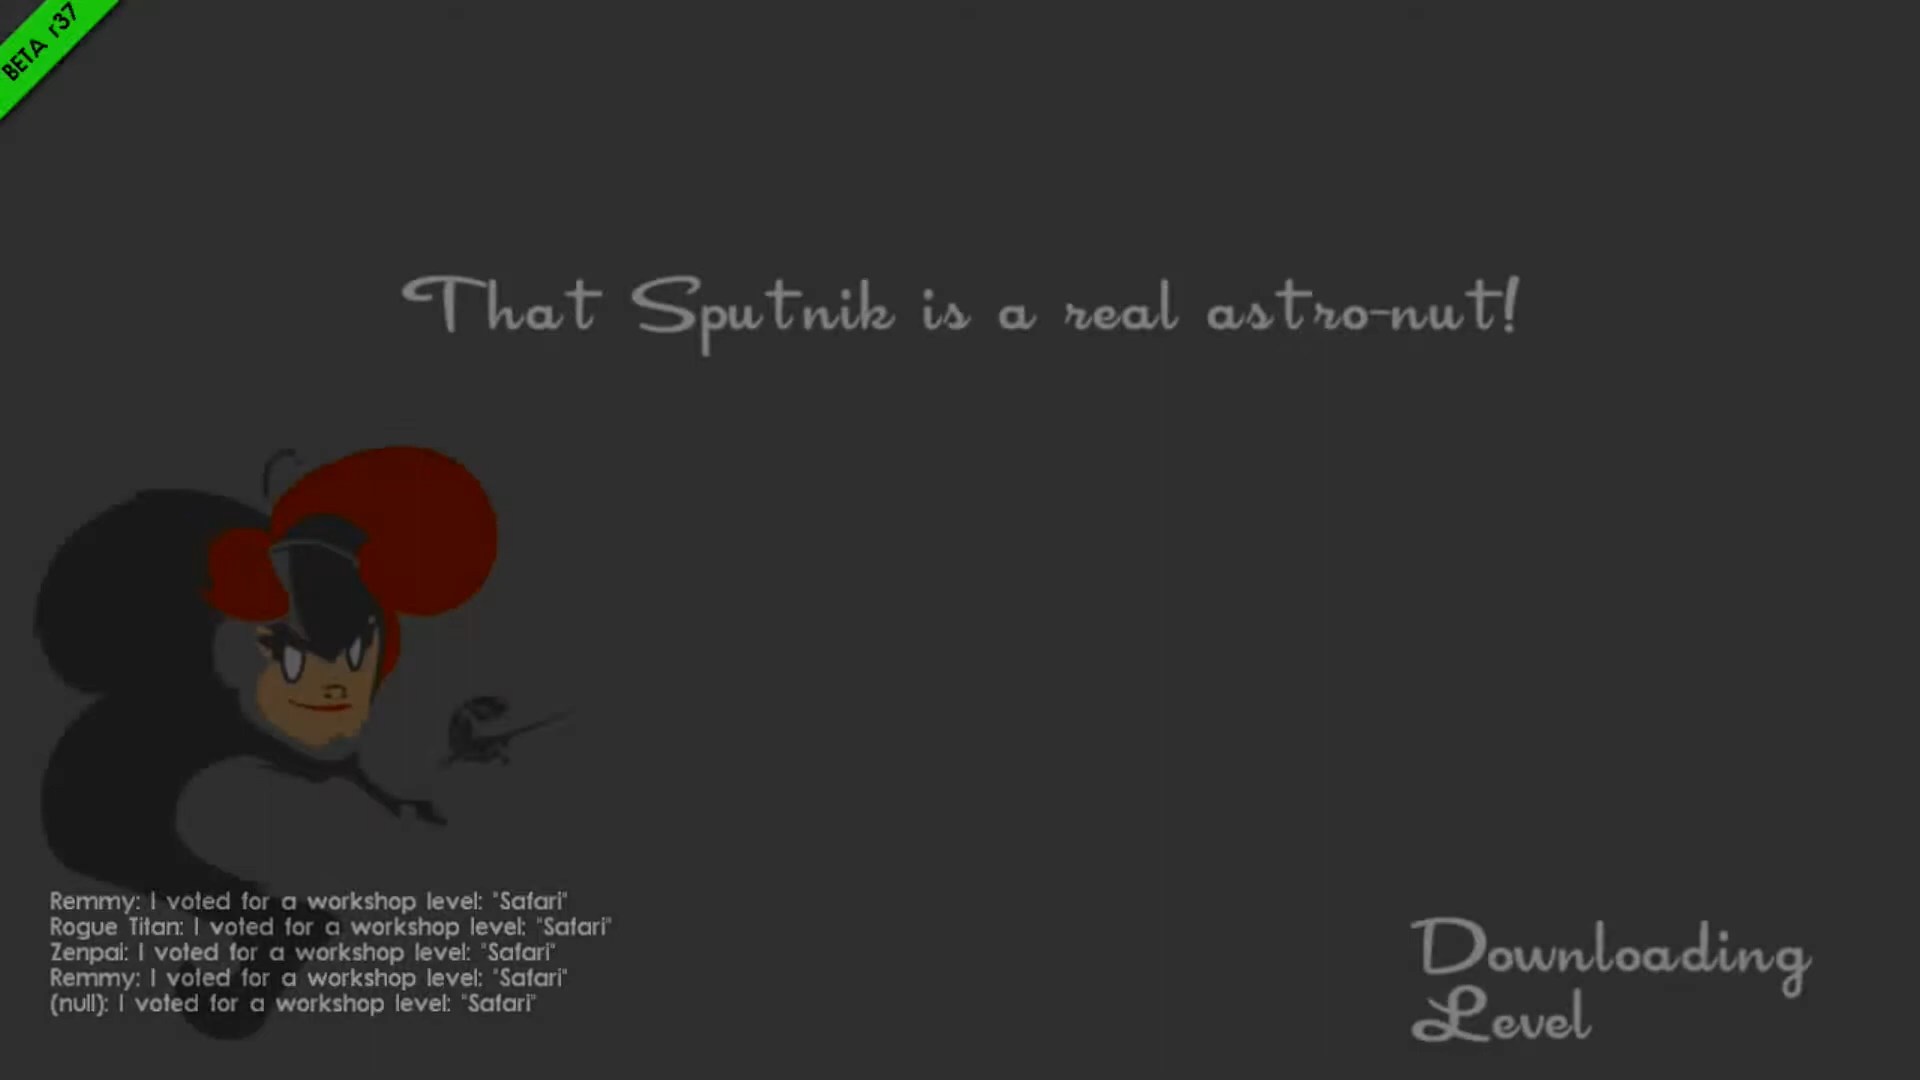 BETA r37
That Sputnik is a real astro-nut!
Remmy: I voted for a workshop level: "Safari"
Rogue Titan: I voted for a workshop level: "Safari"
Zenpai: I voted for a workshop level: "Safari"
Remmy: I voted for a workshop level: "Safari"
(null): I voted for a workshop level: "Safari"
Downloading
Level